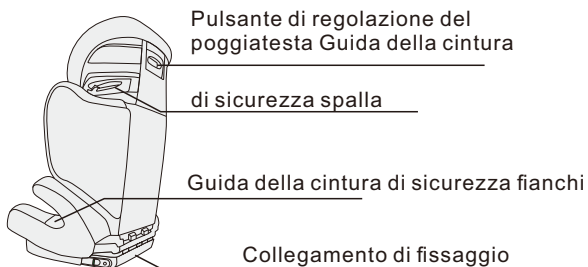 Pulsante di regolazione del
poggiatesta Guida della cintura
di sicurezza spalla
Guida della cintura di sicurezza fianchi
Collegamento di fissaggio